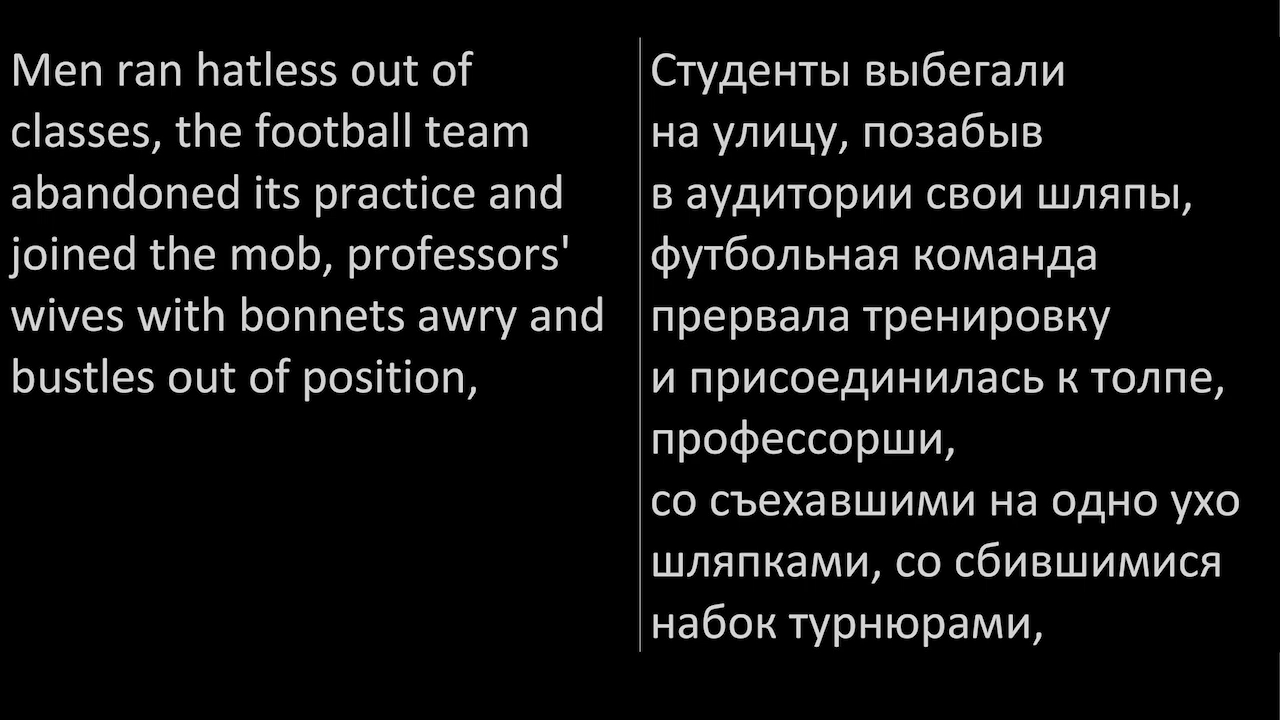 Men ran hatless out of
classes, the football team
abandoned its practice and
joined the mob, professors'
wives with bonnets awry and
bustles out of position,
Студенты выбегали
на улицу, позабыв
в аудитории свои шляпы,
футбольная команда
прервала тренировку
и присоединилась к толпе,
профессорши,
со съехавшими на одно ухо
шляпками, со сбившимися
набок турнюрами,